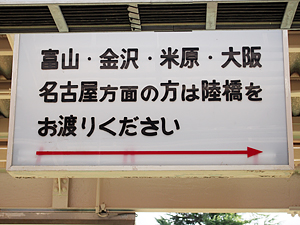 富山・金沢・米原・大阪
名古屋方面の方は陸橋を
お渡りください